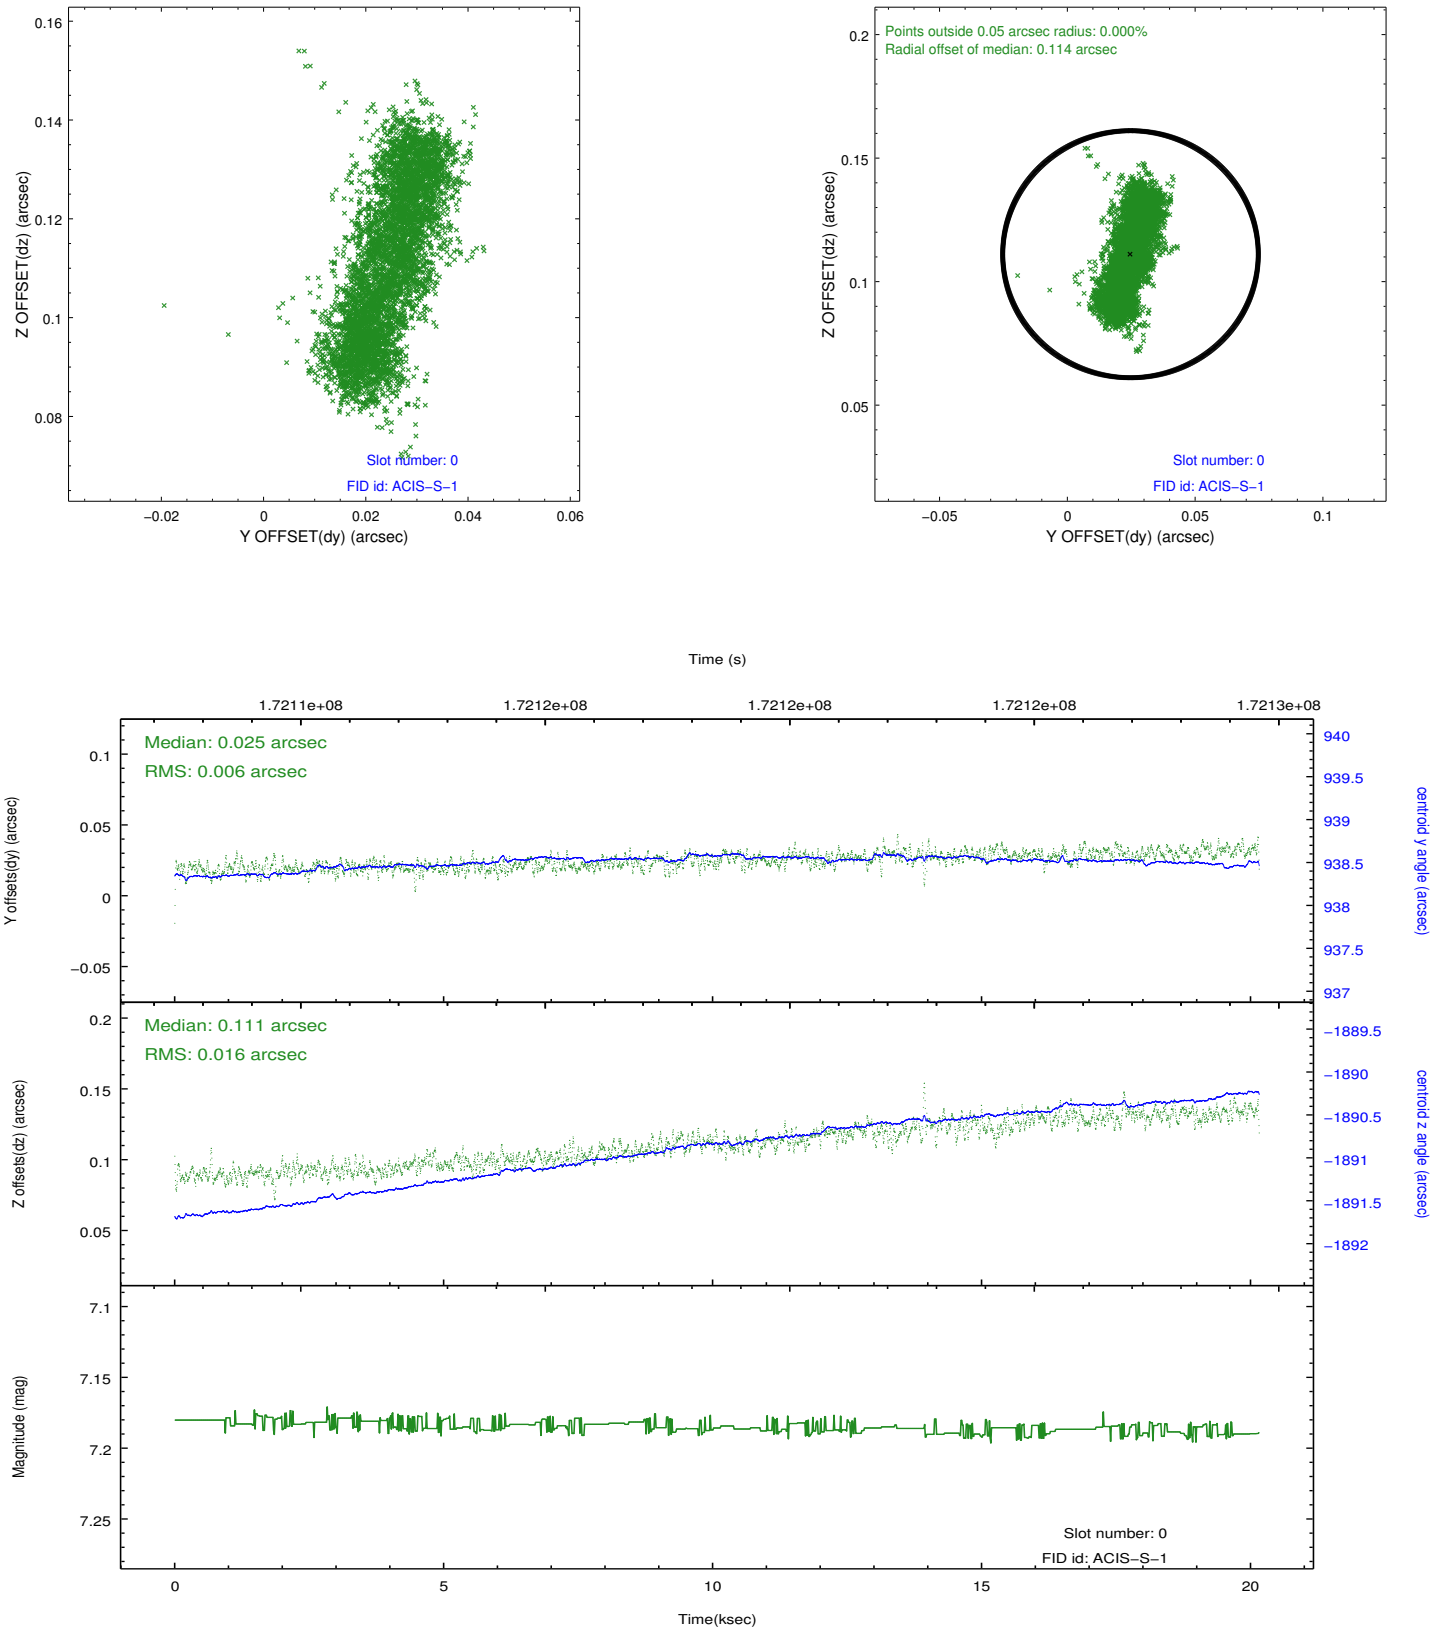 0.16
0.14
0.12
0.1
0.08
Z OFFSET(dz) (arcsec)
Slot number: 0
FID id: ACIS−S−1
−0.02 0 0.02 0.04 0.06
Y OFFSET(dy) (arcsec)
Points outside 0.05 arcsec radius: 0.000%
Radial offset of median: 0.114 arcsec
0.2
0.15
0.1
0.05
Z OFFSET(dz) (arcsec)
Slot number: 0
FID id: ACIS−S−1
−0.05 0 0.05 0.1
Y OFFSET(dy) (arcsec)
Time (s)
1.7211e+08 1.7212e+08 1.7212e+08 1.7212e+08 1.7213e+08
Median: 0.025 arcsec
RMS: 0.006 arcsec
0.1
0.05
0
−0.05
Y offsets(dy) (arcsec)
940
939.5
939
938.5
938
937.5
937
centroid y angle (arcsec)
Median: 0.111 arcsec
RMS: 0.016 arcsec
0.2
0.15
0.1
0.05
Z offsets(dz) (arcsec)
−1889.5
−1890
−1890.5
−1891
−1891.5
−1892
centroid z angle (arcsec)
7.1
7.15
7.2
7.25
Magnitude (mag)
Slot number: 0
FID id: ACIS−S−1
0 5 10 15 20
Time(ksec)